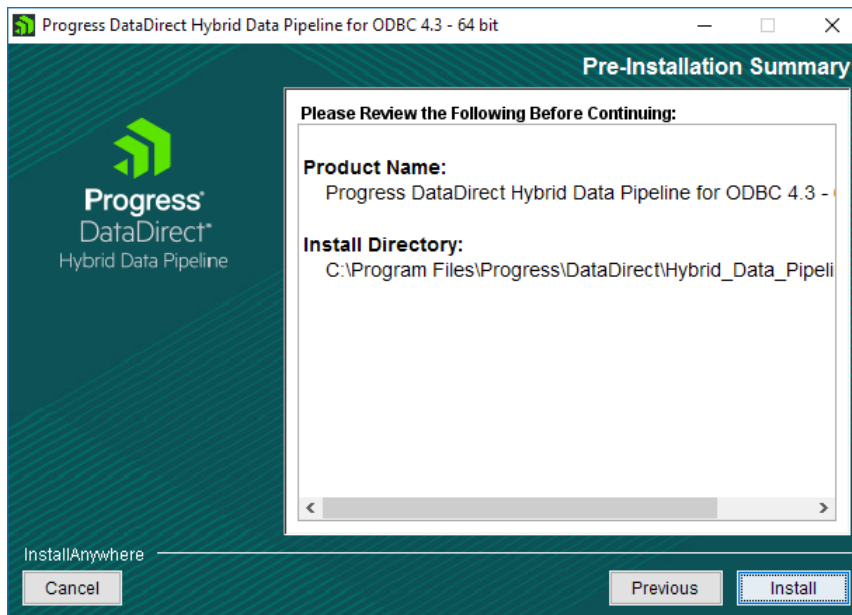 Progress DataDirect Hybrid Data Pipeline for ODBC 4.3 - 64 bit
Pre-Installation Summary
Progress®
DataDirect®
Hybrid Data Pipeline
Please Review the Following Before Continuing:
Product Name:
Progress DataDirect Hybrid Data Pipeline for ODBC 4.3 -
Install Directory:
C:\Program Files\Progress\DataDirect\Hybrid_Data_Pipeli
InstallAnywhere
Cancel
Previous
Install